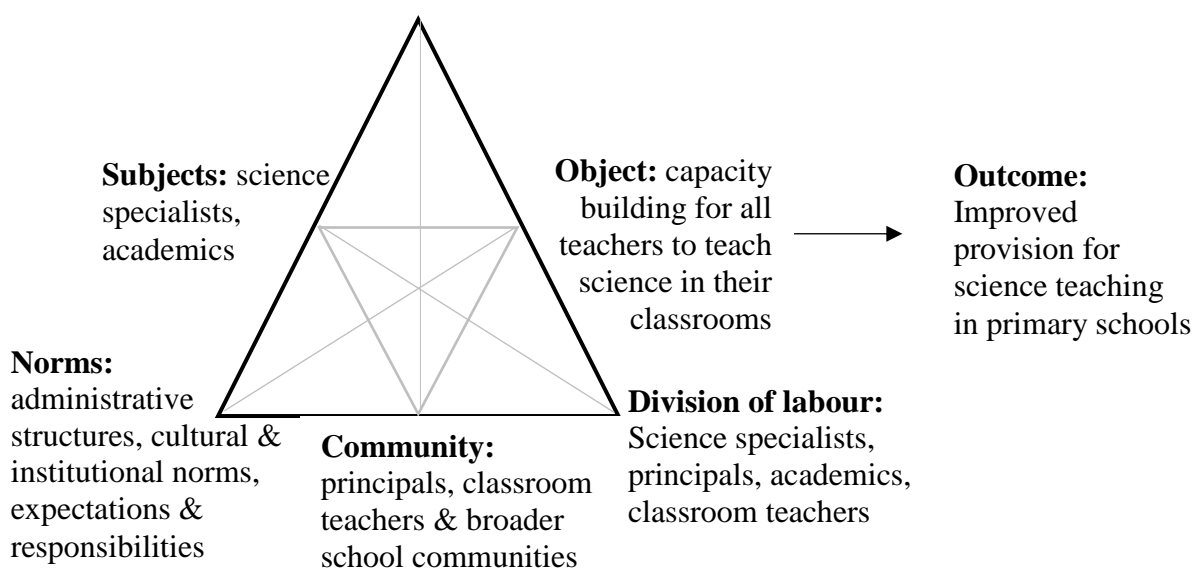 Subjects: science
specialists,
academics
Object: capacity
building for all
teachers to teach
science in their
classrooms
Outcome:
Improved
provision for
science teaching
in primary schools
Norms:
administrative
structures, cultural &
institutional norms,
expectations &
responsibilities
Community:
principals, classroom
teachers & broader
school communities
Division of labour:
Science specialists,
principals, academics,
classroom teachers